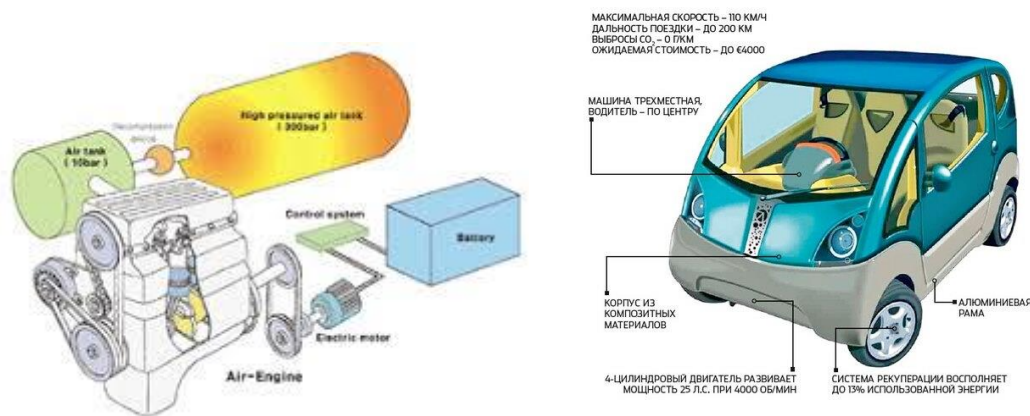 High pressured air tank
( 300bar )
Air tank
( 10bar )
Control system
Battery
Electric motor
Air-Engine
МАКСИМАЛЬНАЯ СКОРОСТЬ – 110 КМ/Ч
ДАЛЬНОСТЬ ПОЕЗДКИ – ДО 200 КМ
ВЫБРОСЫ CO₂ – 0 Г/КМ
ОЖИДАЕМАЯ СТОИМОСТЬ – ДО €4000
МАШИНА ТРЕХМЕСТНАЯ,
ВОДИТЕЛЬ – ПО ЦЕНТРУ
КОРПУС ИЗ
КОМПОЗИТНЫХ
МАТЕРИАЛОВ
АЛЮМИНИЕВАЯ
РАМА
4-ЦИЛИНДРОВЫЙ ДВИГАТЕЛЬ РАЗВИВАЕТ
МОЩНОСТЬ 25 Л.С. ПРИ 4000 ОБ/МИН
СИСТЕМА РЕКУПЕРАЦИИ ВОСПОЛНЯЕТ
ДО 13% ИСПОЛЬЗОВАННОЙ ЭНЕРГИИ